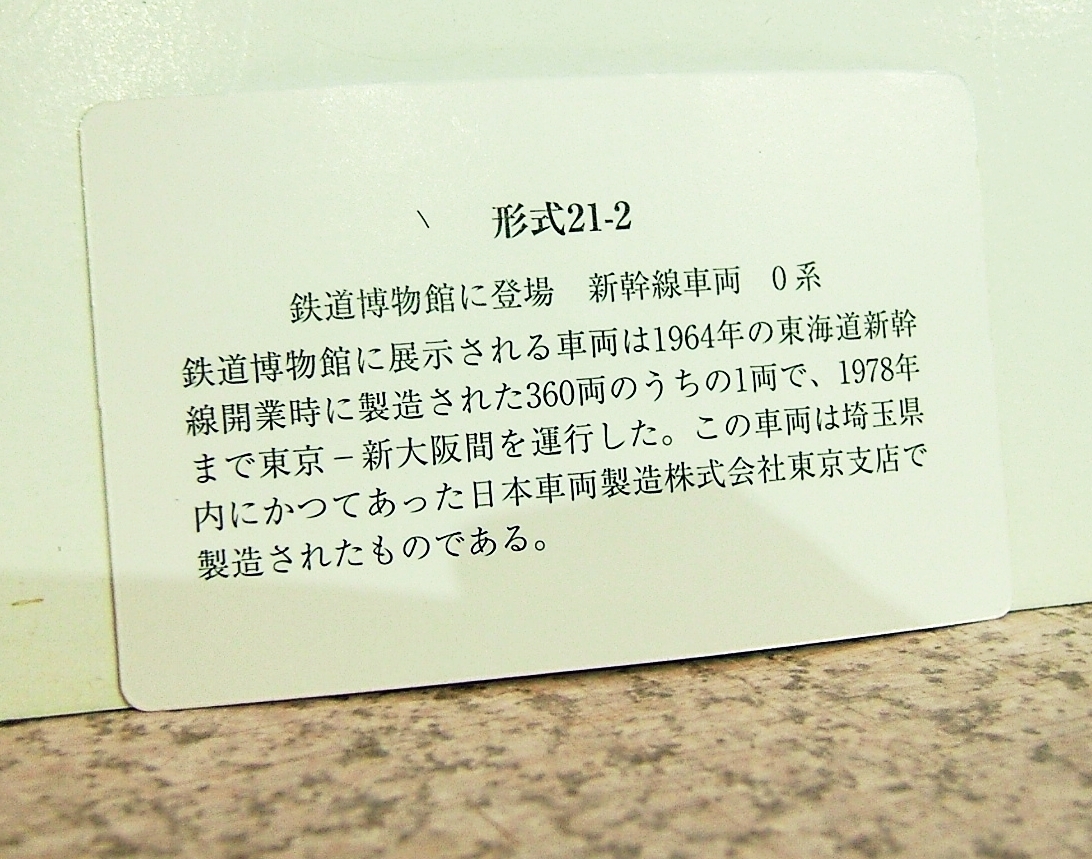 形式21-2
鉄道博物館に登場　新幹線車両　0系
鉄道博物館に展示される車両は1964年の東海道新幹
線開業時に製造された360両のうちの1両で、1978年
まで東京－新大阪間を運行した。この車両は埼玉県
内にかつてあった日本車両製造株式会社東京支店で
製造されたものである。